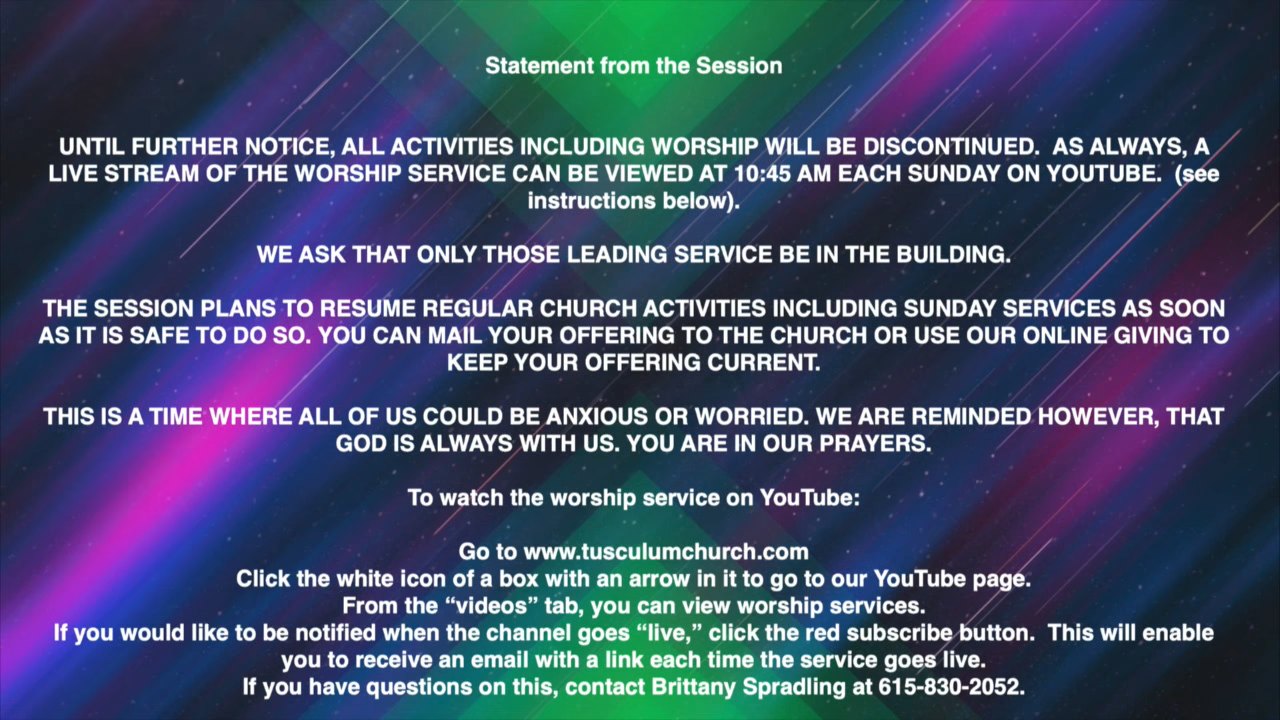 Statement from the Session
UNTIL FURTHER NOTICE, ALL ACTIVITIES INCLUDING WORSHIP WILL BE DISCONTINUED.  AS ALWAYS, A
LIVE STREAM OF THE WORSHIP SERVICE CAN BE VIEWED AT 10:45 AM EACH SUNDAY ON YOUTUBE.  (see
instructions below).
WE ASK THAT ONLY THOSE LEADING SERVICE BE IN THE BUILDING.
THE SESSION PLANS TO RESUME REGULAR CHURCH ACTIVITIES INCLUDING SUNDAY SERVICES AS SOON
AS IT IS SAFE TO DO SO. YOU CAN MAIL YOUR OFFERING TO THE CHURCH OR USE OUR ONLINE GIVING TO
KEEP YOUR OFFERING CURRENT.
THIS IS A TIME WHERE ALL OF US COULD BE ANXIOUS OR WORRIED. WE ARE REMINDED HOWEVER, THAT
GOD IS ALWAYS WITH US. YOU ARE IN OUR PRAYERS.
To watch the worship service on YouTube:
Go to www.tusculumchurch.com
Click the white icon of a box with an arrow in it to go to our YouTube page.
From the “videos” tab, you can view worship services.
If you would like to be notified when the channel goes “live,” click the red subscribe button.  This will enable
you to receive an email with a link each time the service goes live.
If you have questions on this, contact Brittany Spradling at 615-830-2052.